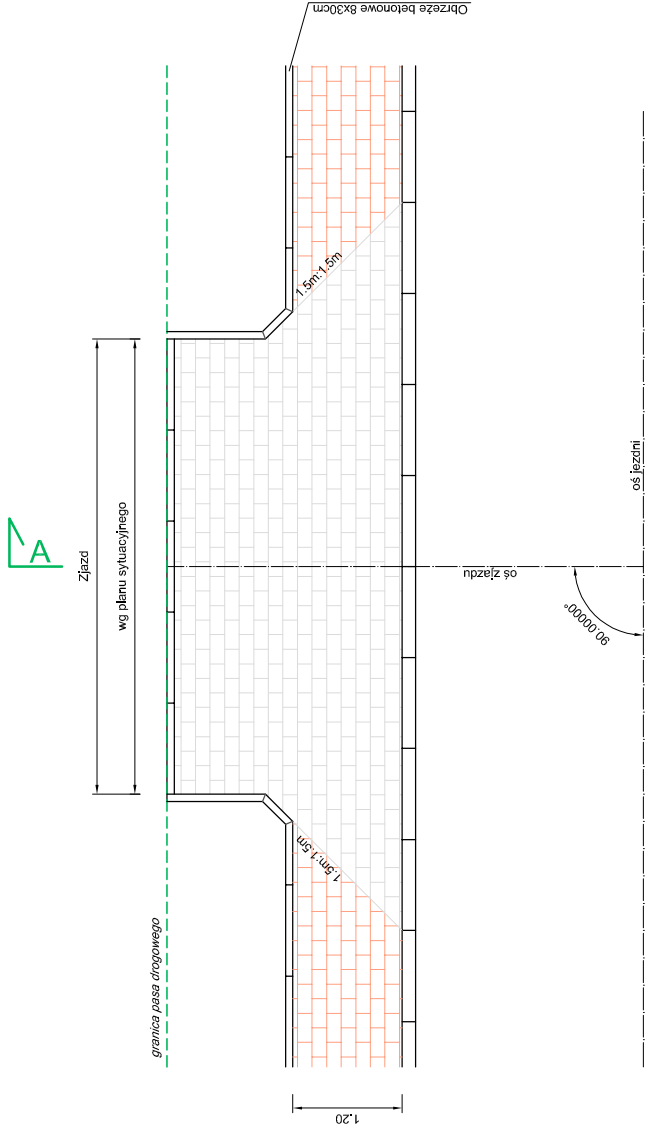 Obrzeże betonowe 8x30cm
1.5m:1.5m
A
Zjazd
wg planu sytuacyjnego
oś zjazdu
oś jezdni
90.00000°
1.5m:1.5m
granica pasa drogowego
1.20